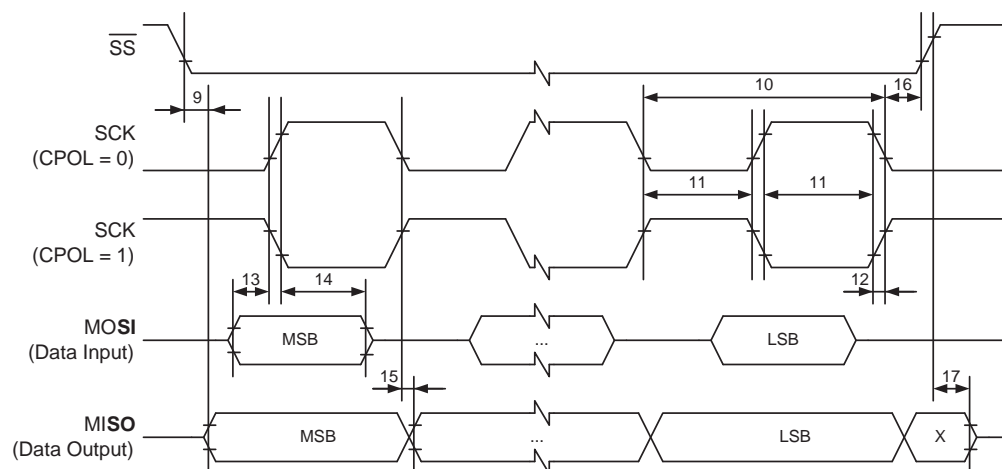 SS
10
9
16
SCK
(CPOL = 0)
11
11
SCK
(CPOL = 1)
13
14
12
MOSI
(Data Input)
MSB
...
LSB
15
17
MISO
(Data Output)
MSB
...
LSB
X